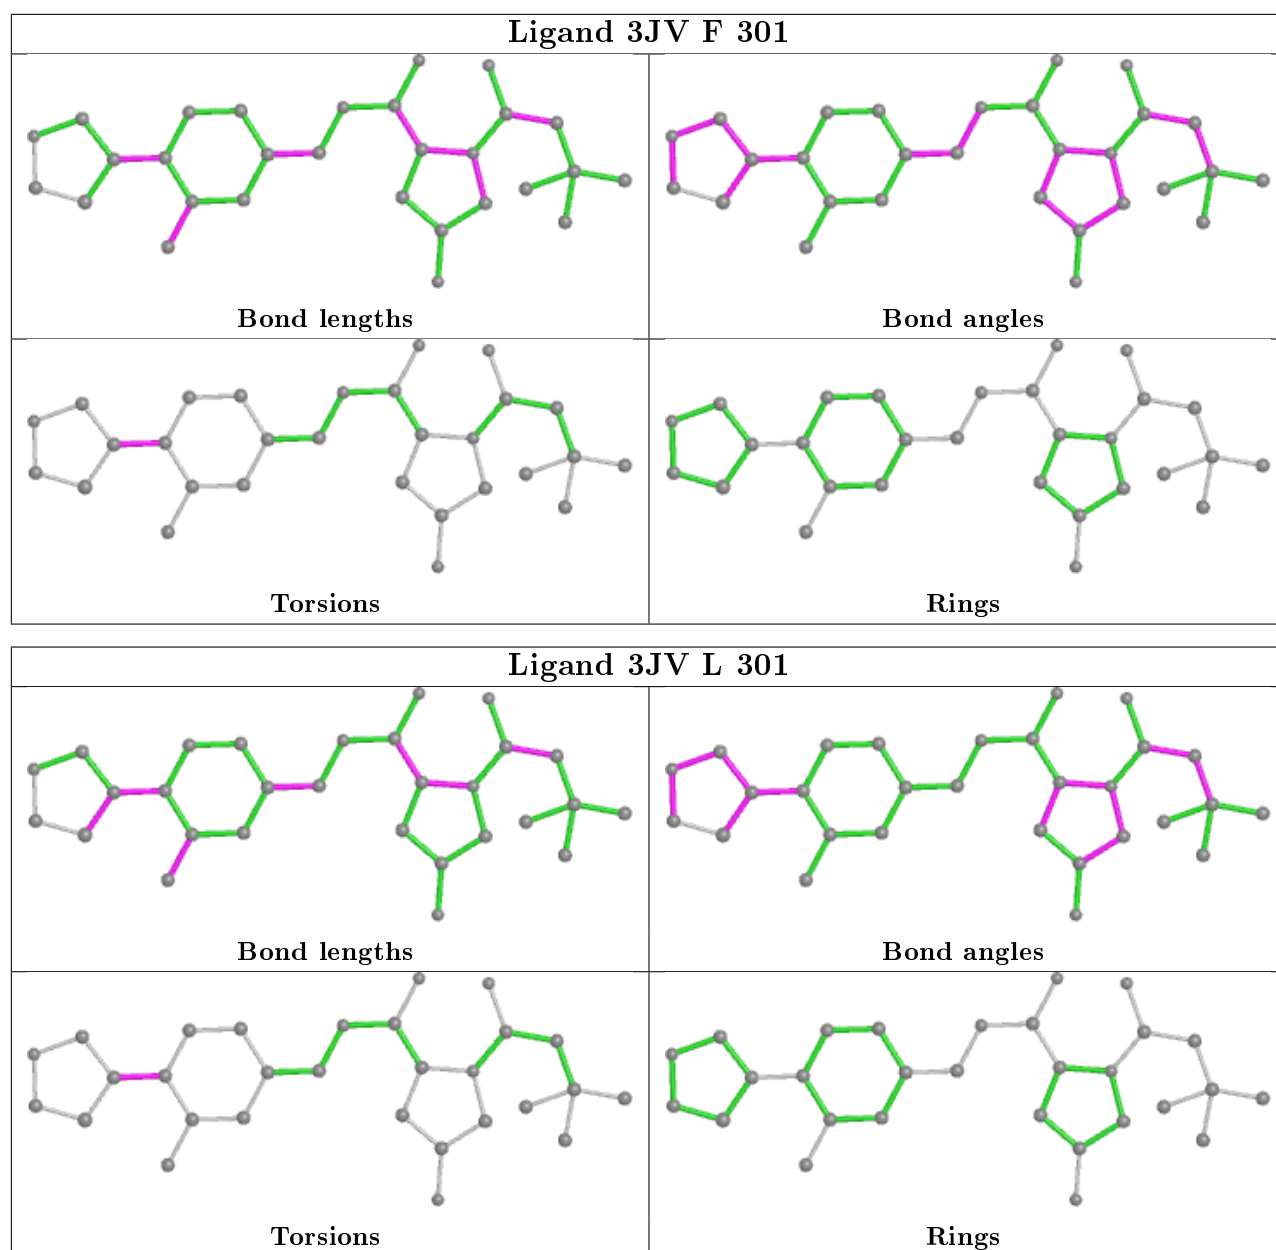 Ligand 3JV F 301
Bond lengths
Bond angles
Torsions
Rings
Ligand 3JV L 301
Bond lengths
Bond angles
Torsions
Rings